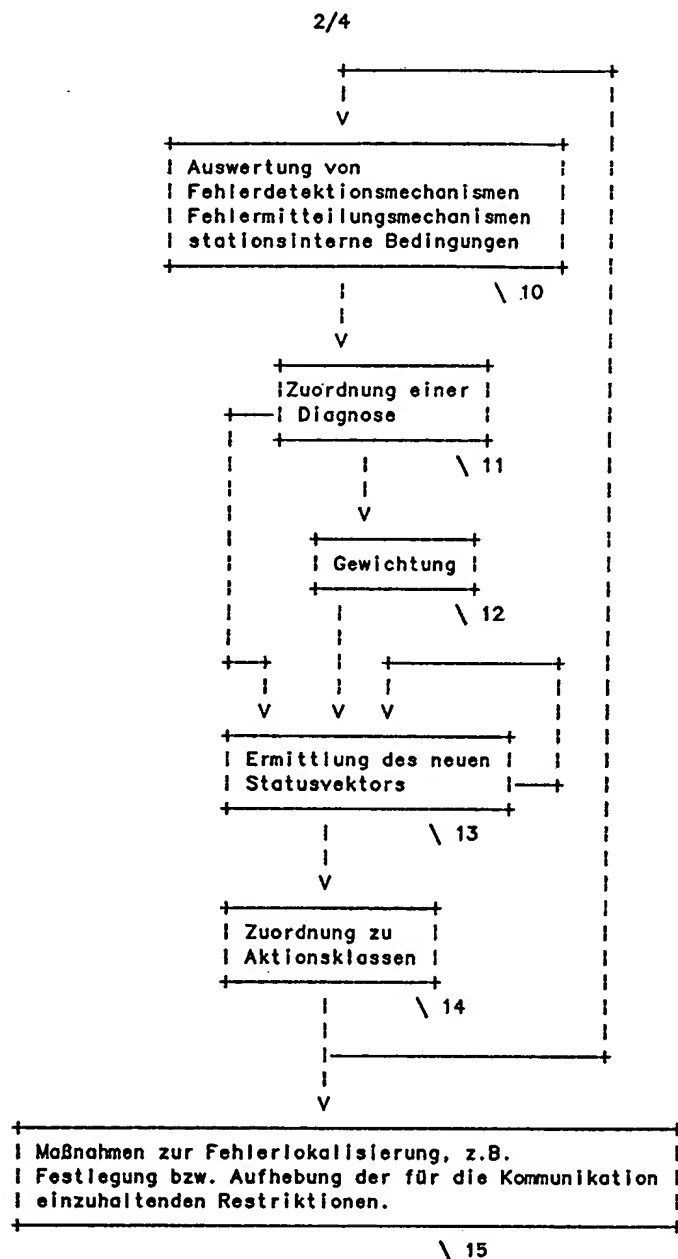 2/4
Auswertung von
Fehlerdetektionsmechanismen
Fehlermitteilungsmechanismen
stationsinterne Bedingungen
10
Zuordnung einer
Diagnose
11
Gewichtung
12
Ermittlung des neuen
Statusvektors
13
Zuordnung zu
Aktionsklassen
14
Maßnahmen zur Fehlerlokalisierung, z.B.
Festlegung bzw. Aufhebung der für die Kommunikation
einzuhaltenden Restriktionen.
15